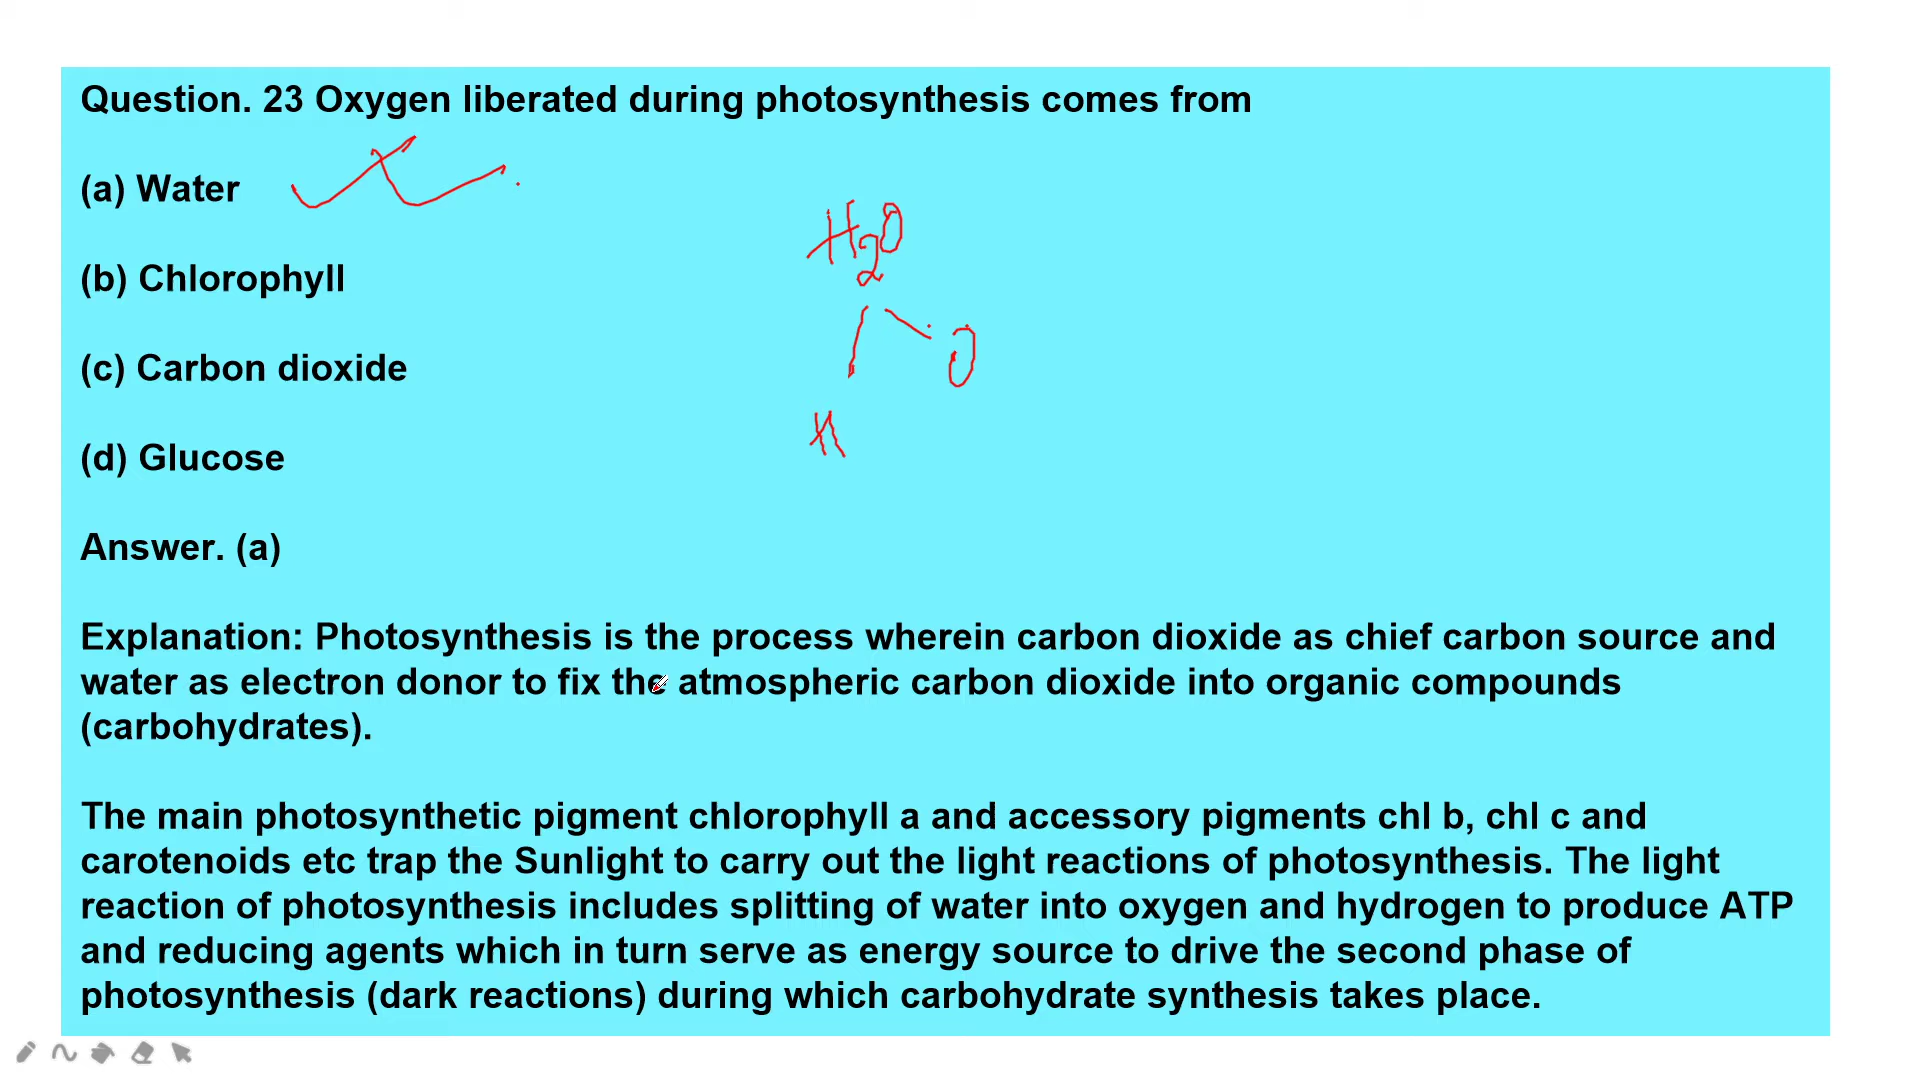 Question. 23 Oxygen liberated during photosynthesis comes from
(a) Water
H2O
(b) Chlorophyll
O
(c) Carbon dioxide
H
(d) Glucose
Answer. (a)
Explanation: Photosynthesis is the process wherein carbon dioxide as chief carbon source and
water as electron donor to fix the atmospheric carbon dioxide into organic compounds
(carbohydrates).
The main photosynthetic pigment chlorophyll a and accessory pigments chl b, chl c and
carotenoids etc trap the Sunlight to carry out the light reactions of photosynthesis. The light
reaction of photosynthesis includes splitting of water into oxygen and hydrogen to produce ATP
and reducing agents which in turn serve as energy source to drive the second phase of
photosynthesis (dark reactions) during which carbohydrate synthesis takes place.